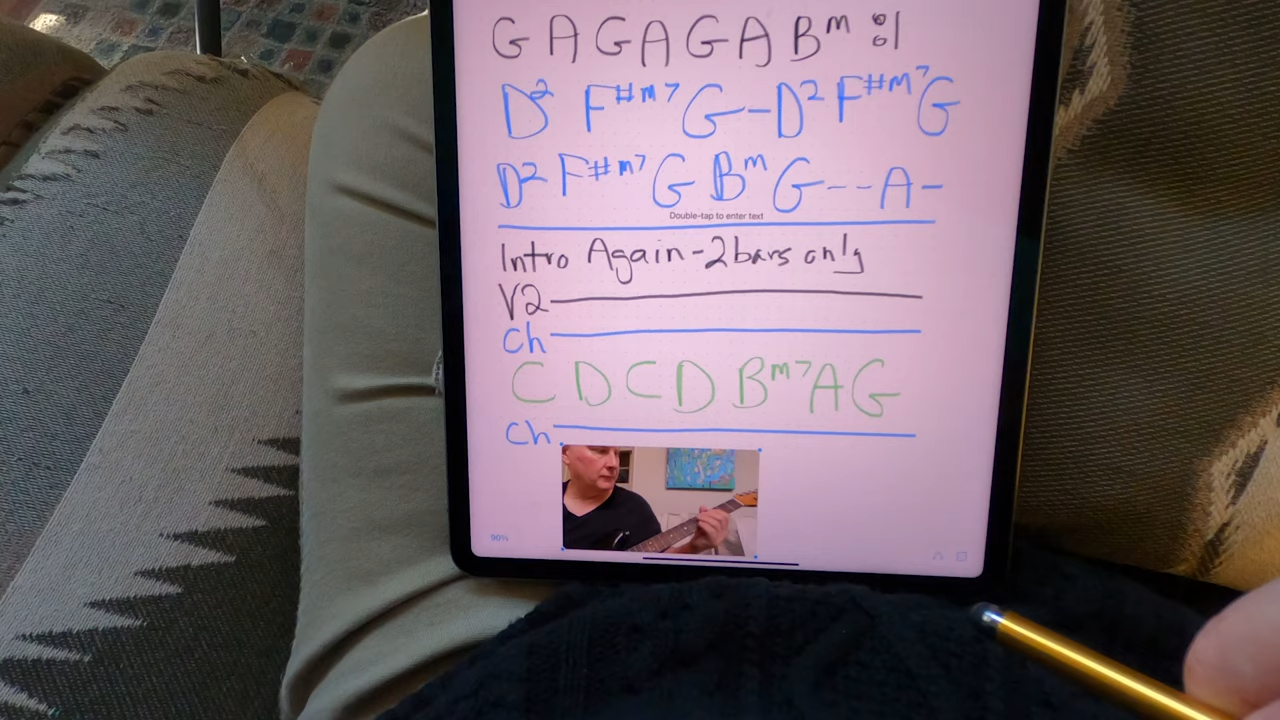 G A G A G A Bm %|
D2 F#m7 G - D2 F#m7 G
D2 F#m7 G Bm G - - A -
Double-tap to enter text
Intro Again - 2 bars only
V2
Ch
C D C D Bm7 A G
Ch
90%